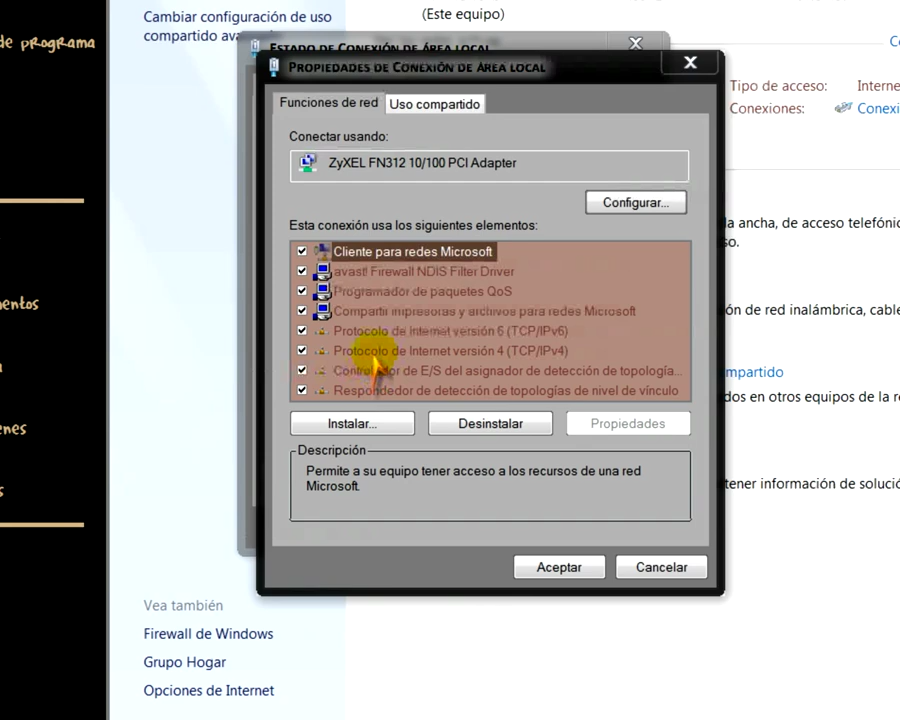 Cambiar configuración de uso
compartido
(Este equipo)
de programa
Estado de Conexión de área local
Propiedades de Conexión de área local
Funciones de red
Uso compartido
Tipo de acceso:
Conexiones:
Conectar usando:
ZyXEL FN312 10/100 PCI Adapter
Configurar...
Esta conexión usa los siguientes elementos:
Cliente para redes Microsoft
avast! Firewall NDIS Filter Driver
Programador de paquetes QoS
Compartir impresoras y archivos para redes Microsoft
Protocolo de Internet versión 6 (TCP/IPv6)
Protocolo de Internet versión 4 (TCP/IPv4)
Controlador de E/S del asignador de detección de topología...
Respondedor de detección de topologías de nivel de vínculo
Instalar...
Desinstalar
Propiedades
Descripción
Permite a su equipo tener acceso a los recursos de una red
Microsoft.
Aceptar
Cancelar
la ancha, de acceso telefónic
so.
ón de red inalámbrica, cable
mpartido
dos en otros equipos de la r
tener información de solució
Vea también
Firewall de Windows
Grupo Hogar
Opciones de Internet